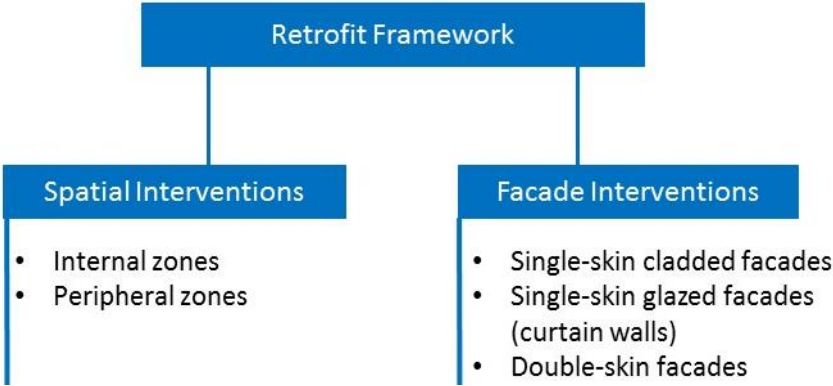 Retrofit Framework
Spatial Interventions
• Internal zones
• Peripheral zones
Facade Interventions
• Single-skin cladded facades
• Single-skin glazed facades
(curtain walls)
• Double-skin facades